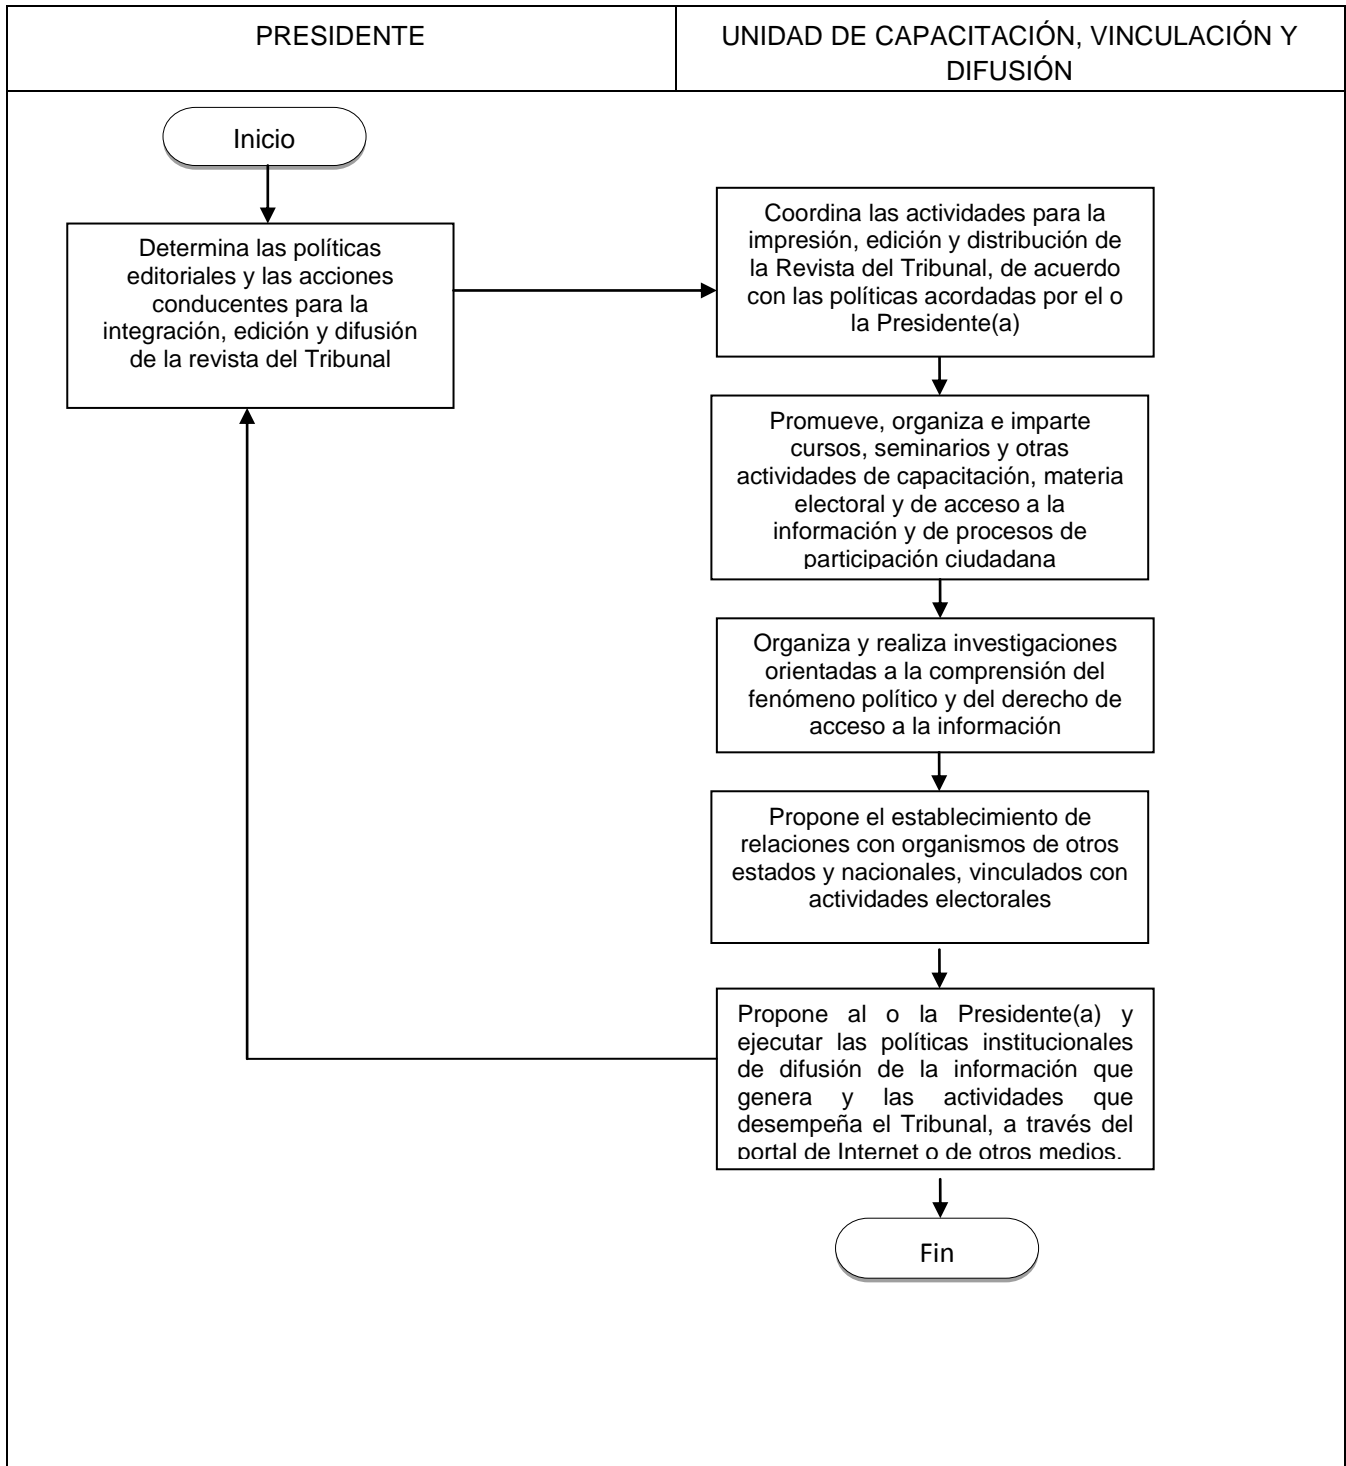 PRESIDENTE
UNIDAD DE CAPACITACIÓN, VINCULACIÓN Y
DIFUSIÓN
Inicio
Determina las políticas
editoriales y las acciones
conducentes para la
integración, edición y difusión
de la revista del Tribunal
Coordina las actividades para la
impresión, edición y distribución de
la Revista del Tribunal, de acuerdo
con las políticas acordadas por el o
la Presidente(a)
Promueve, organiza e imparte
cursos, seminarios y otras
actividades de capacitación, materia
electoral y de acceso a la
información y de procesos de
participación ciudadana
Organiza y realiza investigaciones
orientadas a la comprensión del
fenómeno político y del derecho de
acceso a la información
Propone el establecimiento de
relaciones con organismos de otros
estados y nacionales, vinculados con
actividades electorales
Propone al o la Presidente(a) y
ejecutar las políticas institucionales
de difusión de la información que
genera y las actividades que
desempeña el Tribunal, a través del
portal de Internet o de otros medios.
Fin